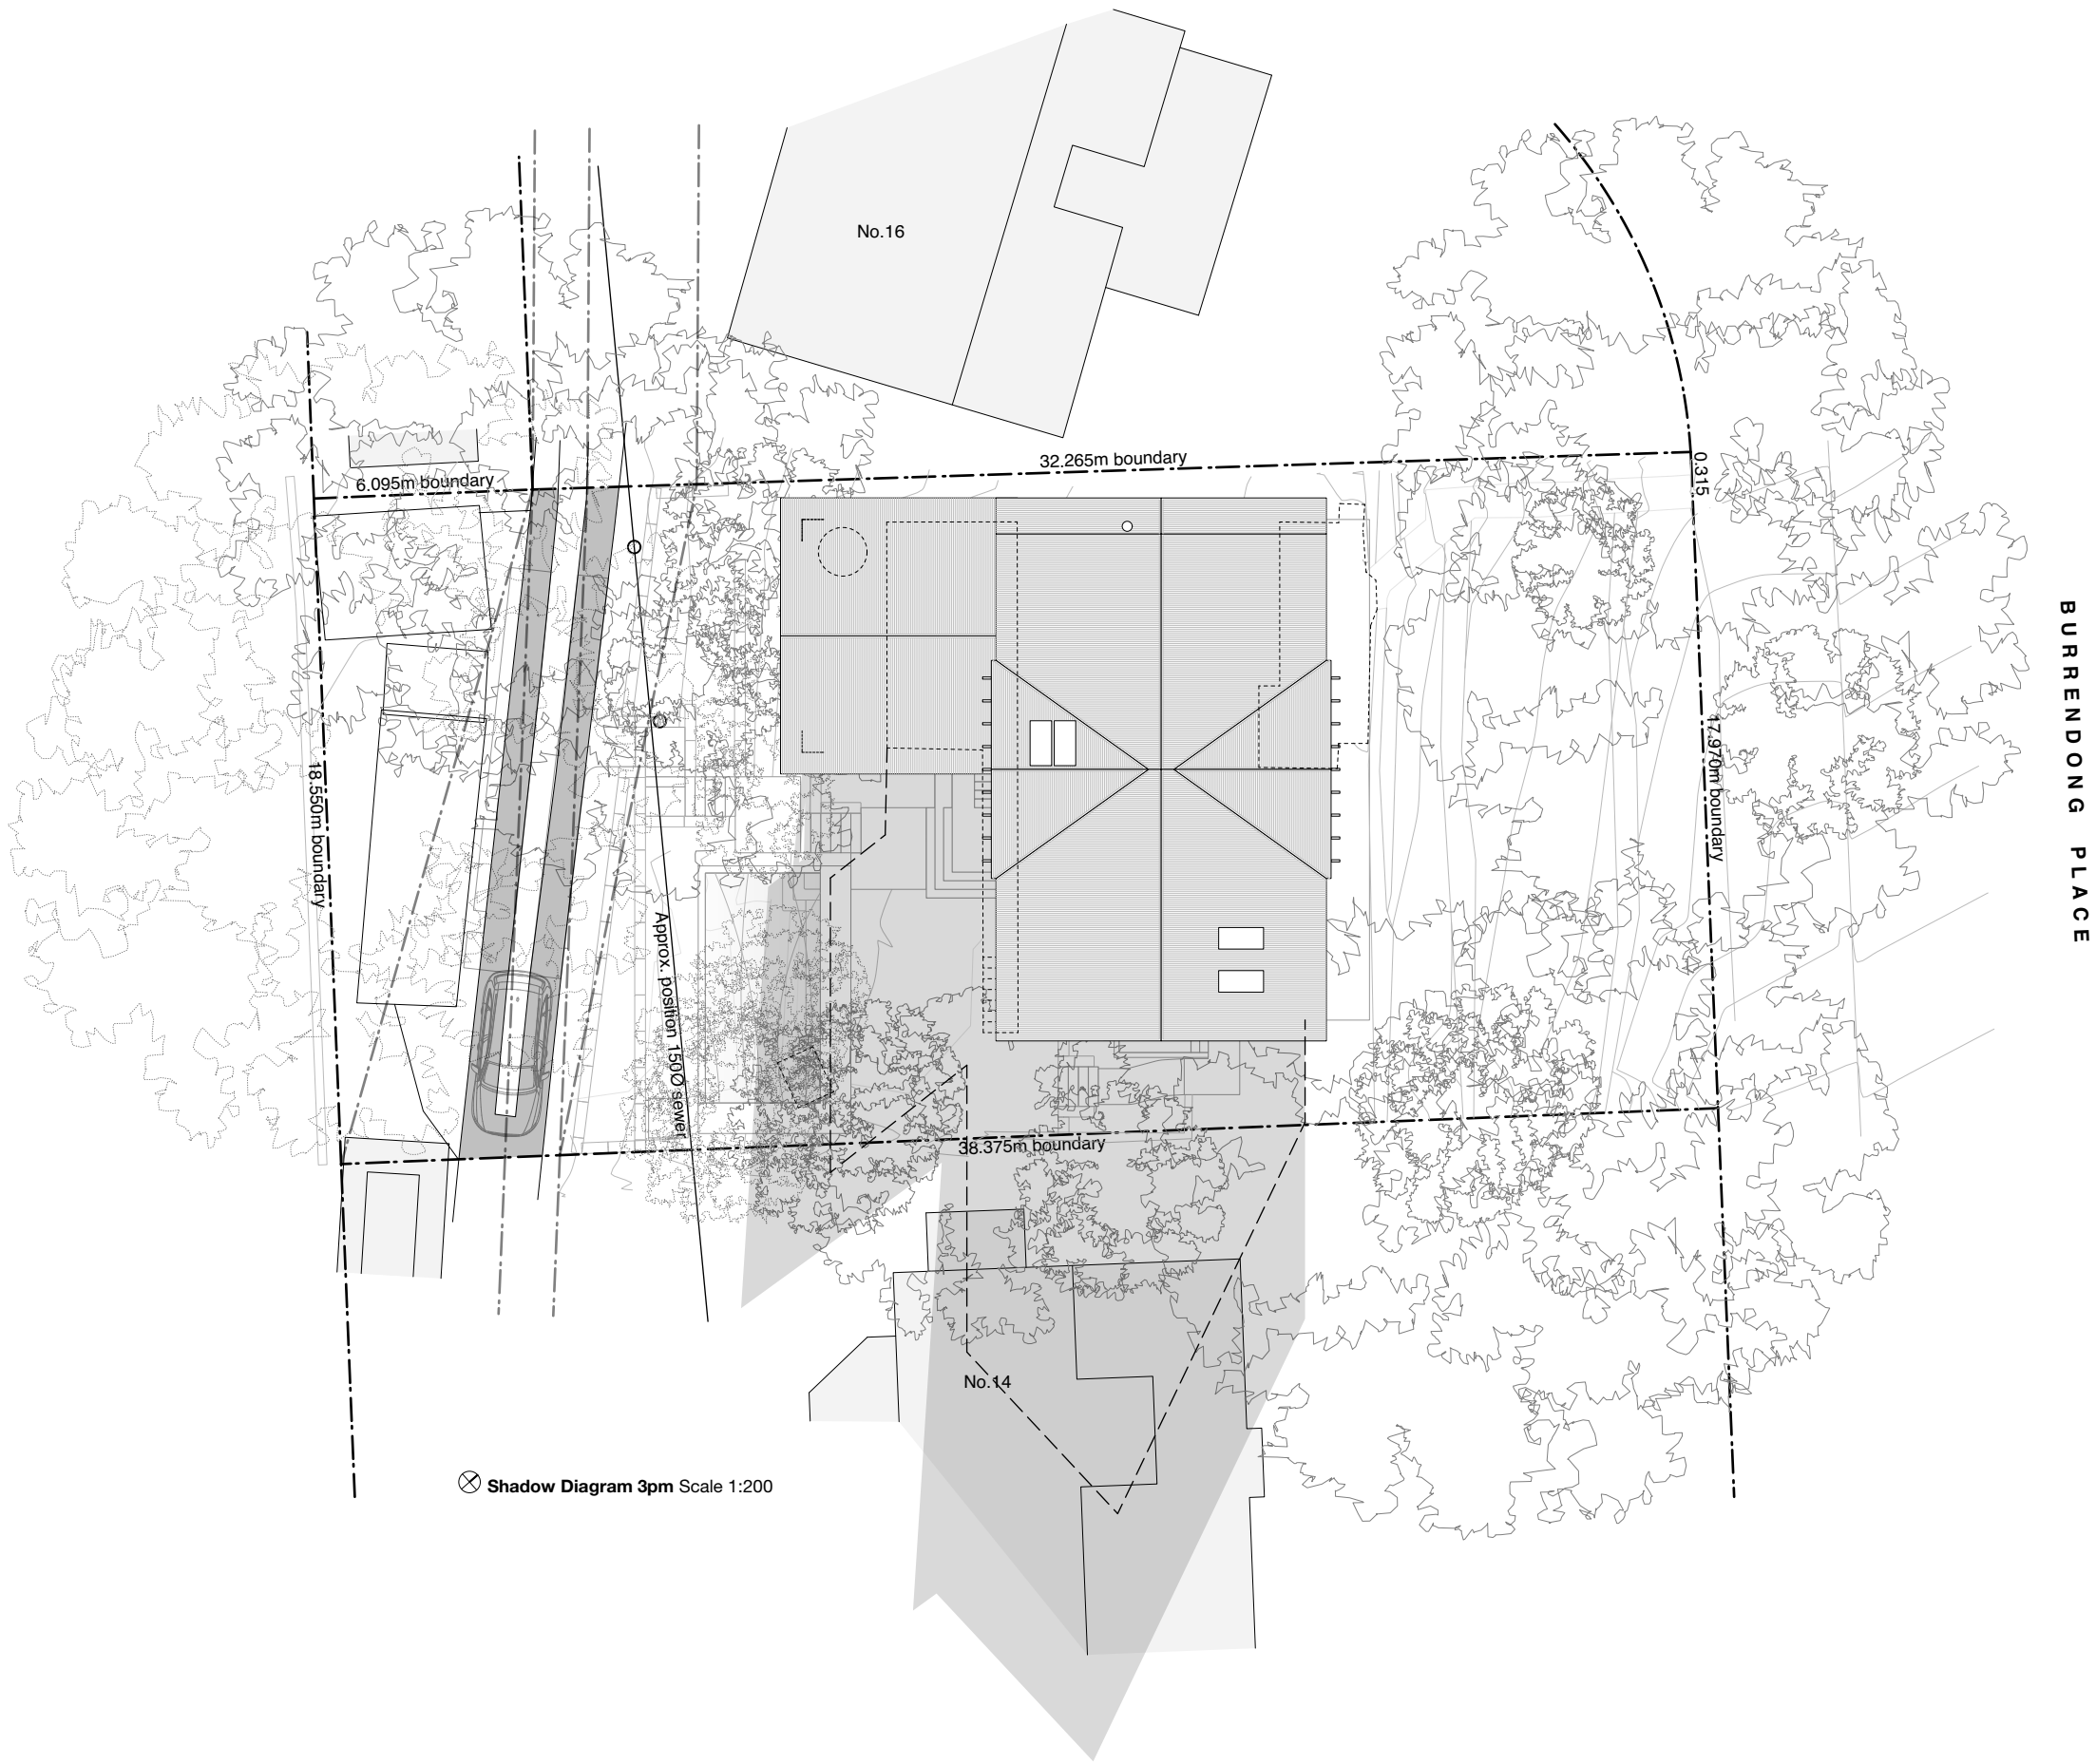 No.16
32.265m boundary
6.095m boundary
0.315
BURRENDONG PLACE
17.970m boundary
18.550m boundary
Approx. position 150Ø sewer
38.375m boundary
No.14
Shadow Diagram 3pm Scale 1:200